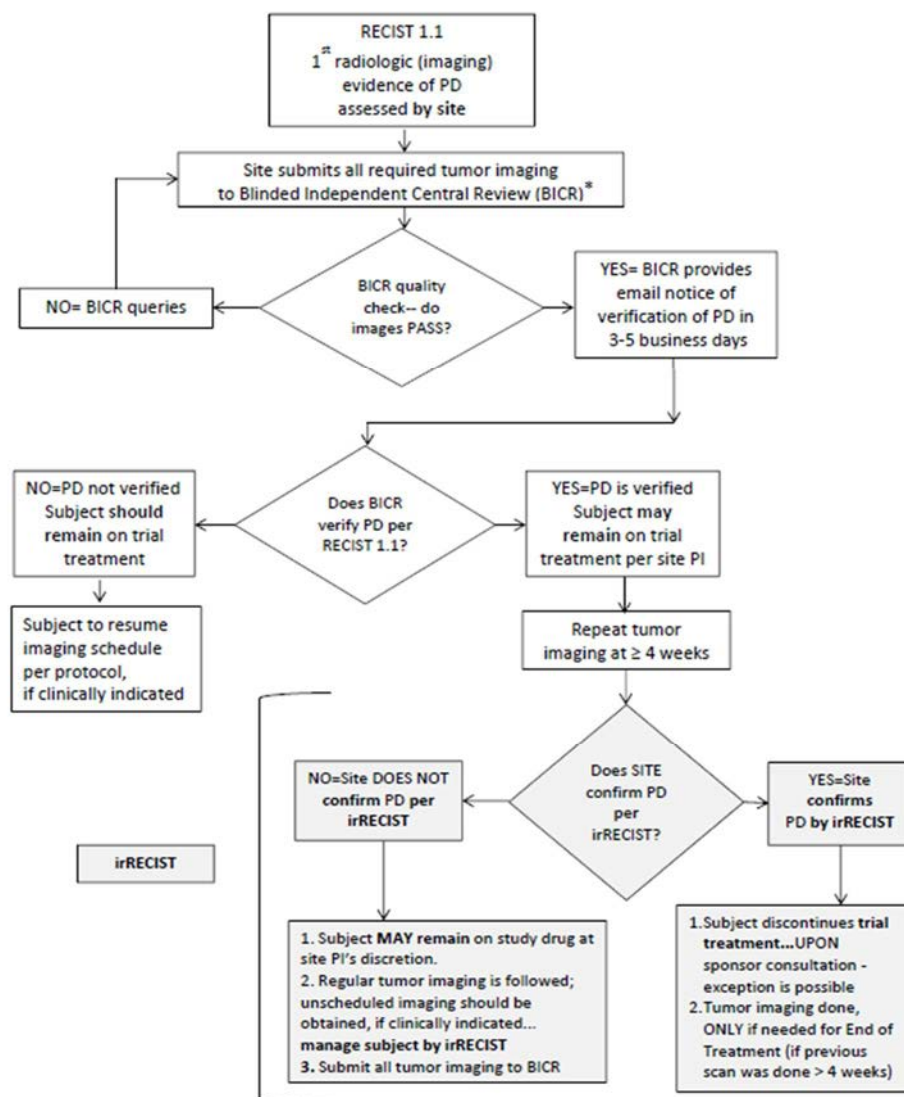 RECIST 1.1
1st radiologic (imaging)
evidence of PD
assessed by site
Site submits all required tumor imaging
to Blinded Independent Central Review (BICR)*
BICR quality
check-- do
images PASS?
NO= BICR queries
YES= BICR provides
email notice of
verification of PD in
3-5 business days
NO=PD not verified
Subject should
remain on trial
treatment
Does BICR
verify PD per
RECIST 1.1?
YES=PD is verified
Subject may
remain on trial
treatment per site PI
Subject to resume
imaging schedule
per protocol,
if clinically indicated
Repeat tumor
imaging at ≥ 4 weeks
NO=Site DOES NOT
confirm PD per
irRECIST
Does SITE
confirm PD
per
irRECIST?
YES=Site
confirms
PD by irRECIST
irRECIST
1. Subject MAY remain on study drug at
site PI's discretion.
2. Regular tumor imaging is followed;
unscheduled imaging should be
obtained, if clinically indicated...
manage subject by irRECIST
3. Submit all tumor imaging to BICR
1.Subject discontinues trial
treatment...UPON
sponsor consultation -
exception is possible
2.Tumor imaging done,
ONLY if needed for End of
Treatment (if previous
scan was done > 4 weeks)